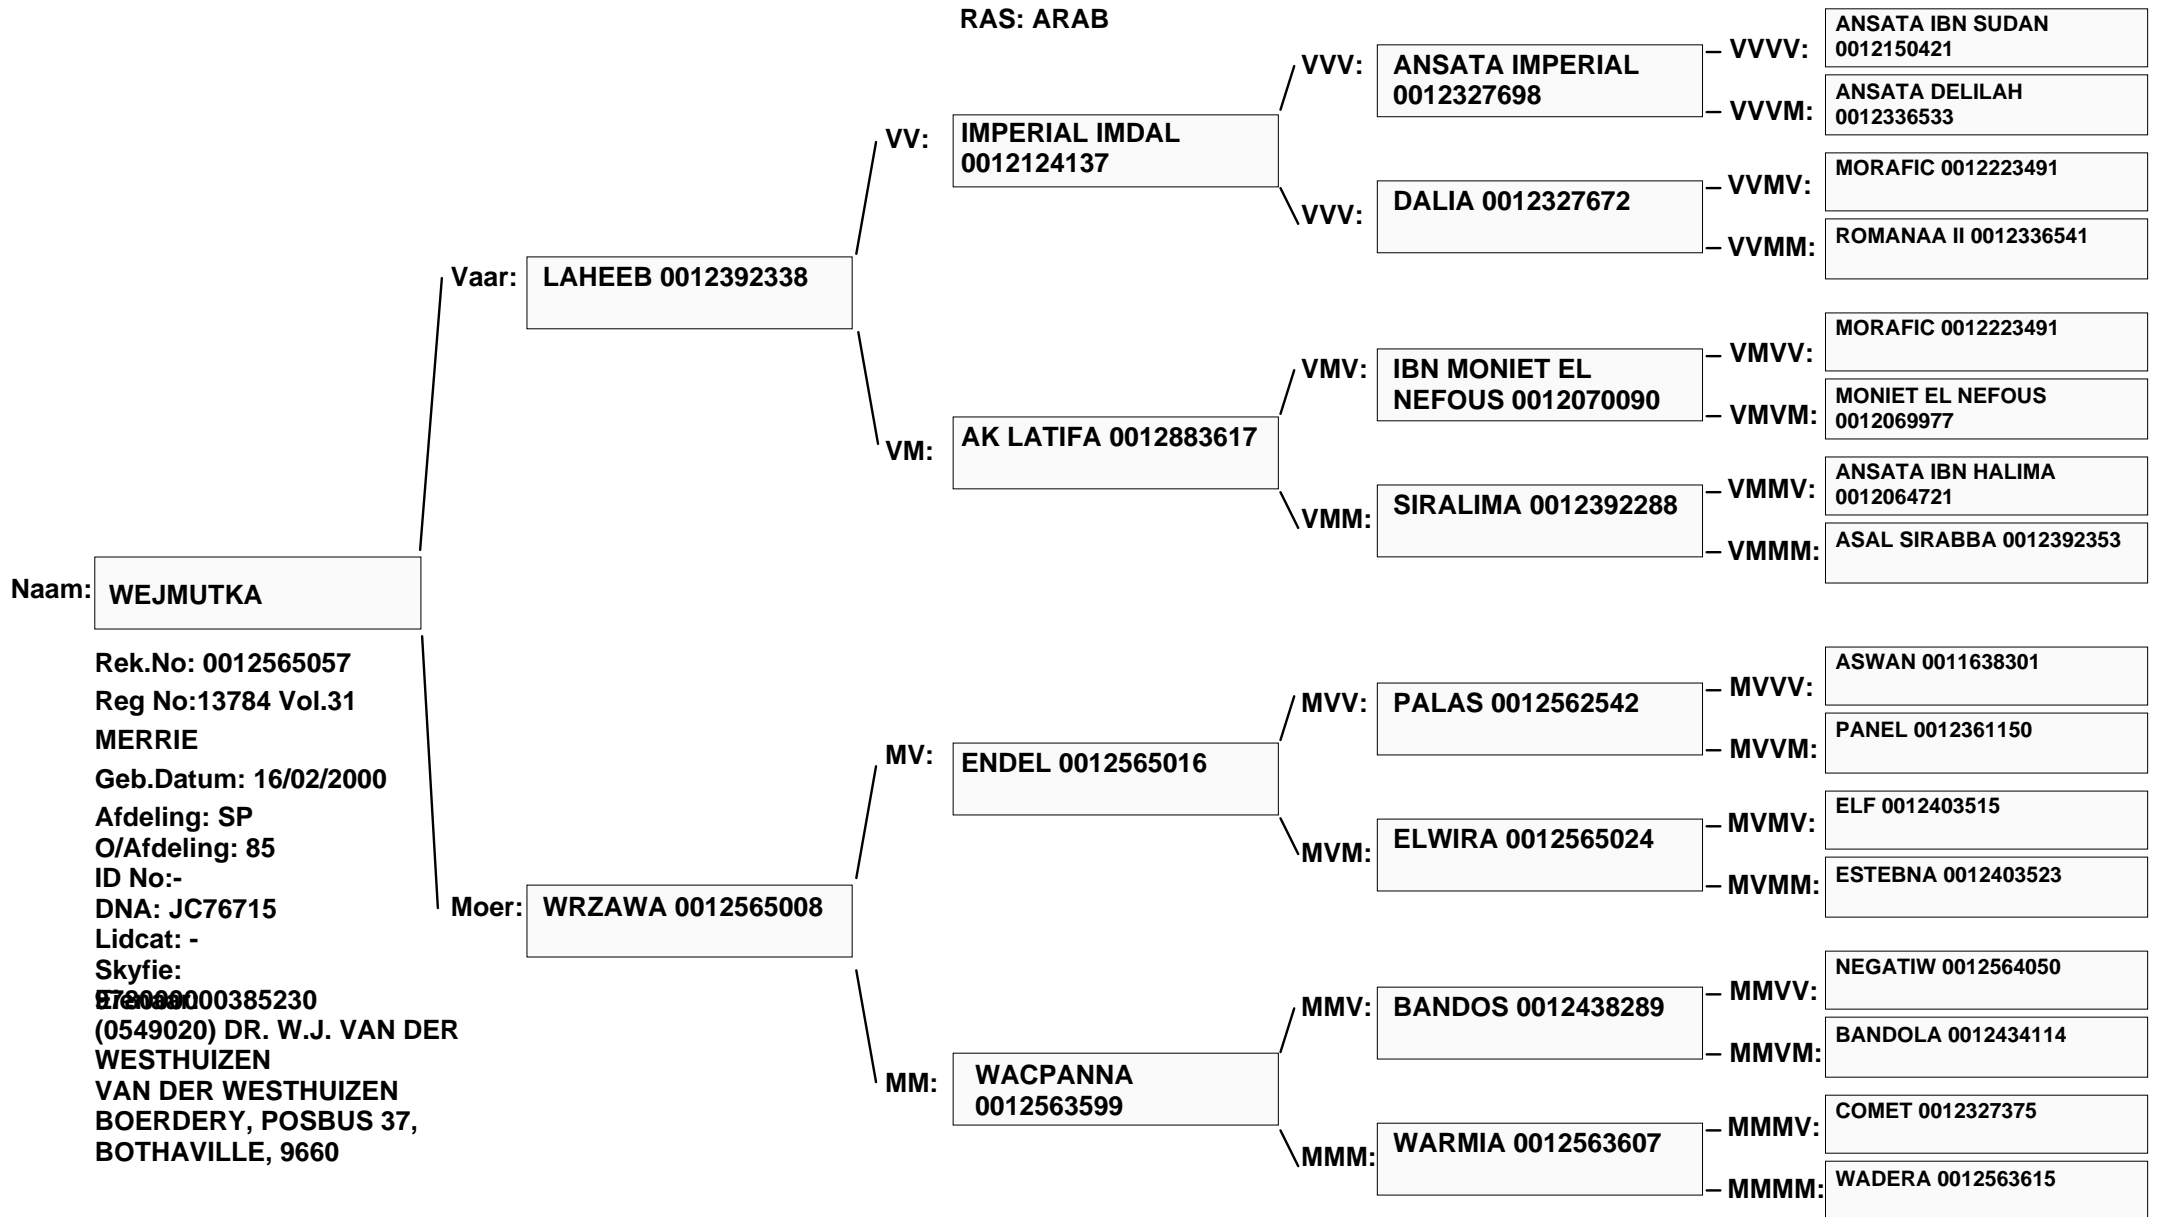 RAS: ARAB
Naam:
WEJMUTKA
Rek.No: 0012565057
Reg No:13784 Vol.31
MERRIE
Geb.Datum: 16/02/2000
Afdeling: SP
O/Afdeling: 85
ID No:-
DNA: JC76715
Lidcat: -
Skyfie:
(0549020) DR. W.J. VAN DER
WESTHUIZEN
VAN DER WESTHUIZEN
BOERDERY, POSBUS 37,
BOTHAVILLE, 9660
Vaar:
LAHEEB 0012392338
Moer:
WRZAWA 0012565008
VV:
IMPERIAL IMDAL
0012124137
VM:
AK LATIFA 0012883617
MV:
ENDEL 0012565016
MM:
WACPANNA
0012563599
VVV:
ANSATA IMPERIAL
0012327698
VVV:
DALIA 0012327672
VMV:
IBN MONIET EL
NEFOUS 0012070090
VMM:
SIRALIMA 0012392288
MVV:
PALAS 0012562542
MVM:
ELWIRA 0012565024
MMV:
BANDOS 0012438289
MMM:
WARMIA 0012563607
VVVV:
ANSATA IBN SUDAN
0012150421
VVVM:
ANSATA DELILAH
0012336533
VVMV:
MORAFIC 0012223491
VVMM:
ROMANAA II 0012336541
VMVV:
MORAFIC 0012223491
VMVM:
MONIET EL NEFOUS
0012069977
VMMV:
ANSATA IBN HALIMA
0012064721
VMMM:
ASAL SIRABBA 0012392353
MVVV:
ASWAN 0011638301
MVVM:
PANEL 0012361150
MVMV:
ELF 0012403515
MVMM:
ESTEBNA 0012403523
MMVV:
NEGATIW 0012564050
MMVM:
BANDOLA 0012434114
MMMV:
COMET 0012327375
MMMM:
WADERA 0012563615